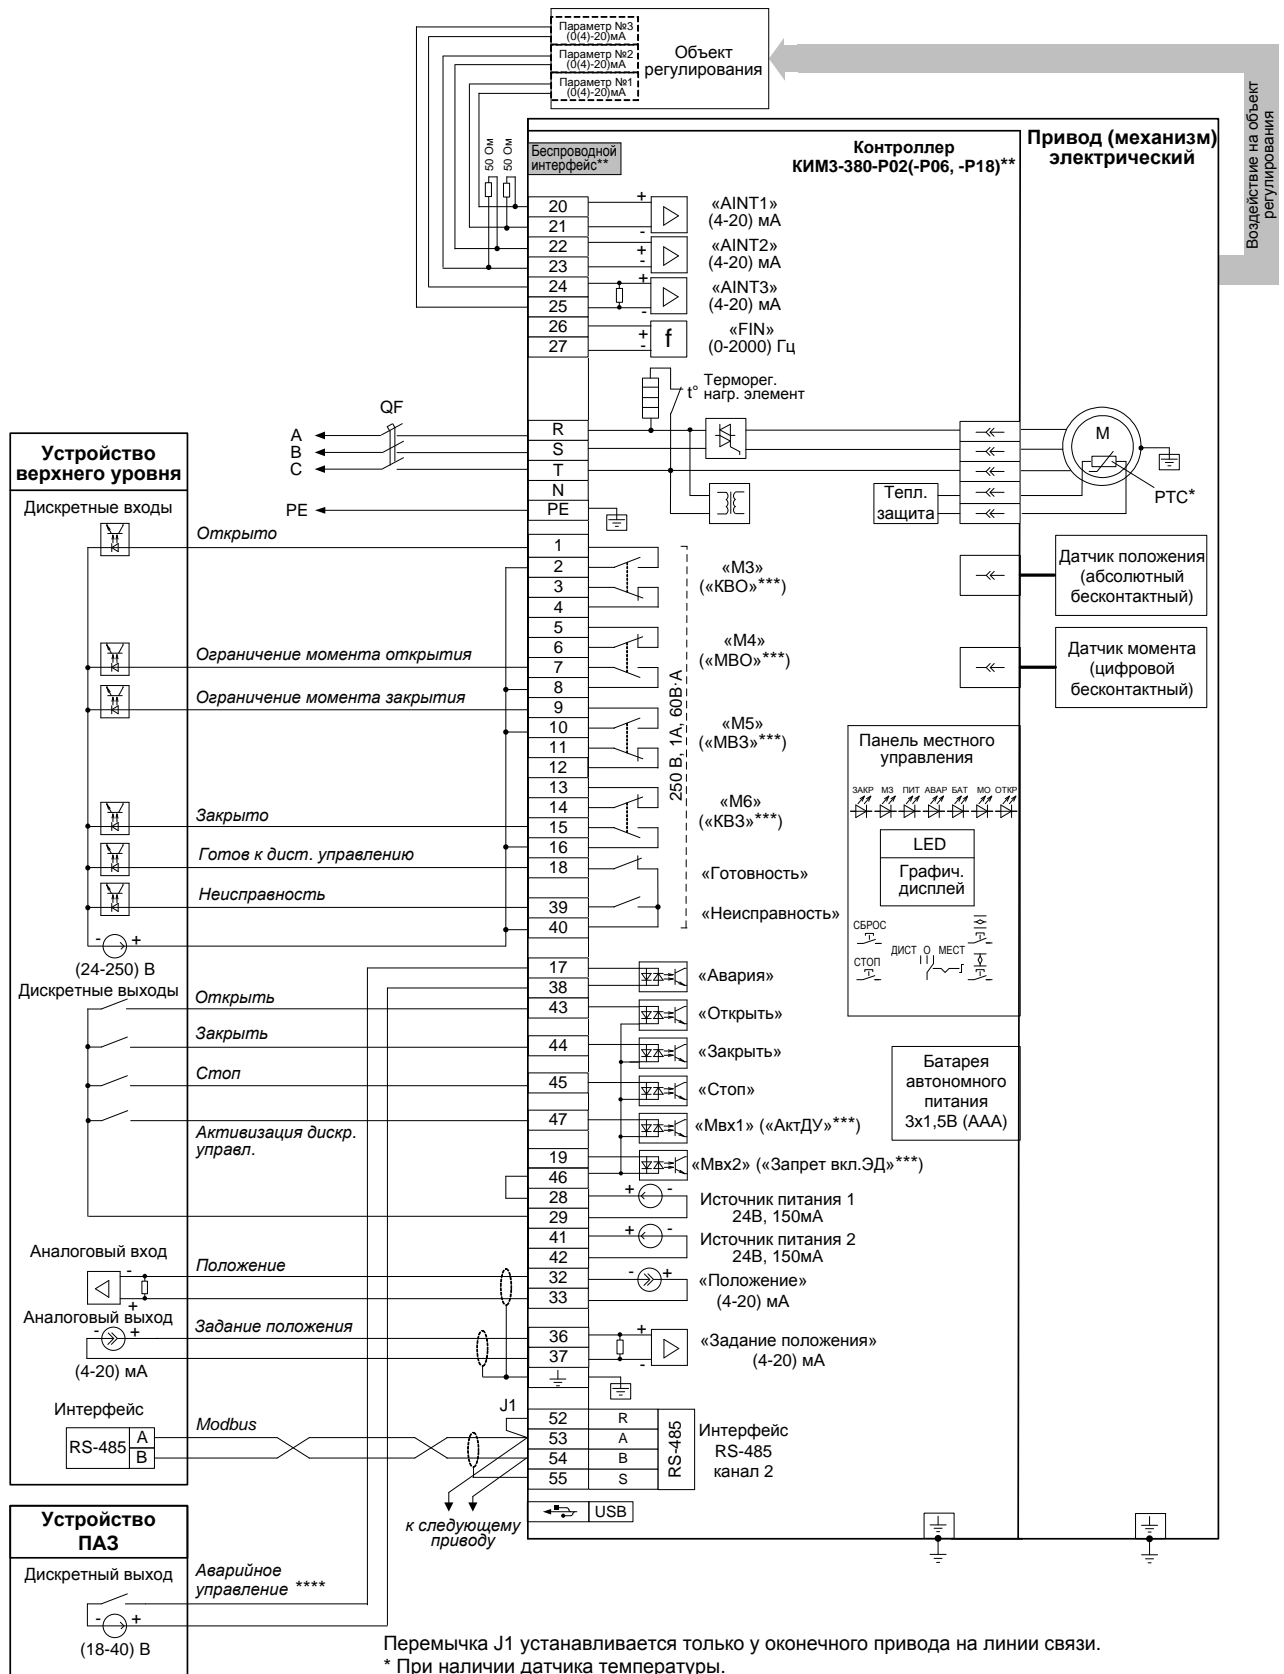 Параметр №3
(0(4)-20)мА
Параметр №2
(0(4)-20)мА
Параметр №1
(0(4)-20)мА
Объект
регулирования
Воздействие на объект
регулирования
50 Ом
50 Ом
Беспроводной
интерфейс**
Контроллер
КИМ3-380-Р02(-Р06, -Р18)**
Привод (механизм)
электрический
20
21
22
23
24
25
26
27
+
-
+
-
+
-
+
-
f
«AINT1»
(4-20) мА
«AINT2»
(4-20) мА
«AINT3»
(4-20) мА
«FIN»
(0-2000) Гц
t°
Терморег.
нагр. элемент
QF
A
B
C
PE
R
S
T
N
PE
Тепл.
защита
M
PTC*
Датчик положения
(абсолютный
бесконтактный)
Датчик момента
(цифровой
бесконтактный)
Устройство
верхнего уровня
Дискретные входы
Открыто
Ограничение момента открытия
Ограничение момента закрытия
Закрыто
Готов к дист. управлению
Неисправность
- +
(24-250) В
1
2
3
4
5
6
7
8
9
10
11
12
13
14
15
16
18
39
40
250 В, 1А, 60В·А
«М3»
(«КВО»***)
«М4»
(«МВО»***)
«М5»
(«МВЗ»***)
«М6»
(«КВЗ»***)
«Готовность»
«Неисправность»
Панель местного
управления
ЗАКР МЗ ПИТ АВАР БАТ МО ОТКР
LED
Графич.
дисплей
СБРОС
СТОП
ДИСТ О МЕСТ
Батарея
автономного
питания
3х1,5В (ААА)
Дискретные выходы
Открыть
Закрыть
Стоп
Активизация дискр.
управл.
17
38
43
44
45
47
19
46
28
29
41
42
32
33
36
37
«Авария»
«Открыть»
«Закрыть»
«Стоп»
«Мвх1» («АктДУ»***)
«Мвх2» («Запрет вкл.ЭД»***)
+ -
Источник питания 1
24В, 150мА
+ -
Источник питания 2
24В, 150мА
- +
«Положение»
(4-20) мА
+
-
«Задание положения»
(4-20) мА
Аналоговый вход
-
+
Положение
Аналоговый выход
- +
Задание положения
(4-20) мА
Интерфейс
RS-485
A
B
Modbus
J1
52 R
53 A
54 B
55 S
RS-485
Интерфейс
RS-485
канал 2
USB
к следующему
приводу
Устройство
ПАЗ
Дискретный выход
Аварийное
управление ****
- +
(18-40) В
Перемычка J1 устанавливается только у оконечного привода на линии связи.
* При наличии датчика температуры.